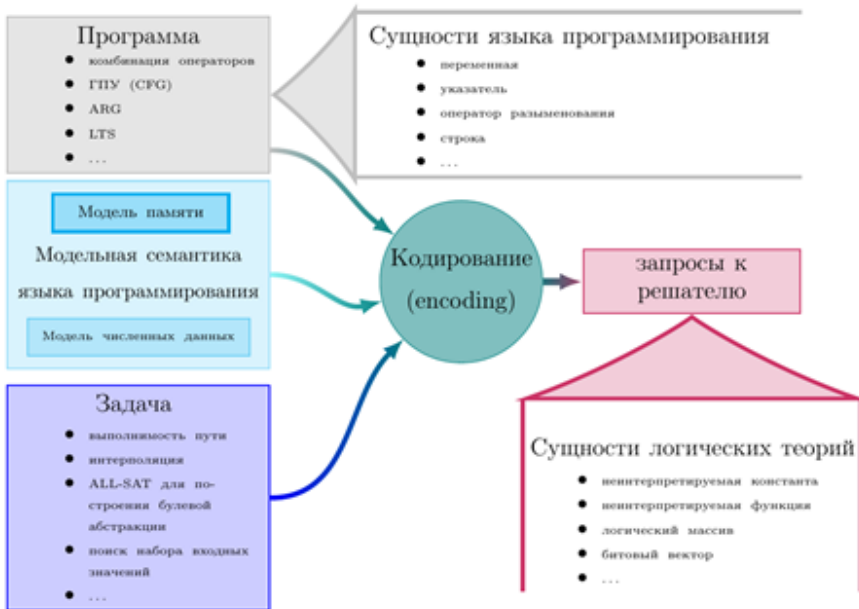 Программа
• комбинация операторов
• ГПУ (CFG)
• ARG
• LTS
• ...
Сущности языка программирования
• переменная
• указатель
• оператор разыменования
• строка
• ...
Модель памяти
Модельная семантика
языка программирования
Модель численных данных
Кодирование
(encoding)
запросы к
решателю
Задача
• выполнимость пути
• интерполяция
• ALL-SAT для по-
строения булевой
абстракции
• поиск набора входных
значений
• ...
Сущности логических теорий
• неинтерпретируемая константа
• неинтерпретируемая функция
• логический массив
• битовый вектор
• ...